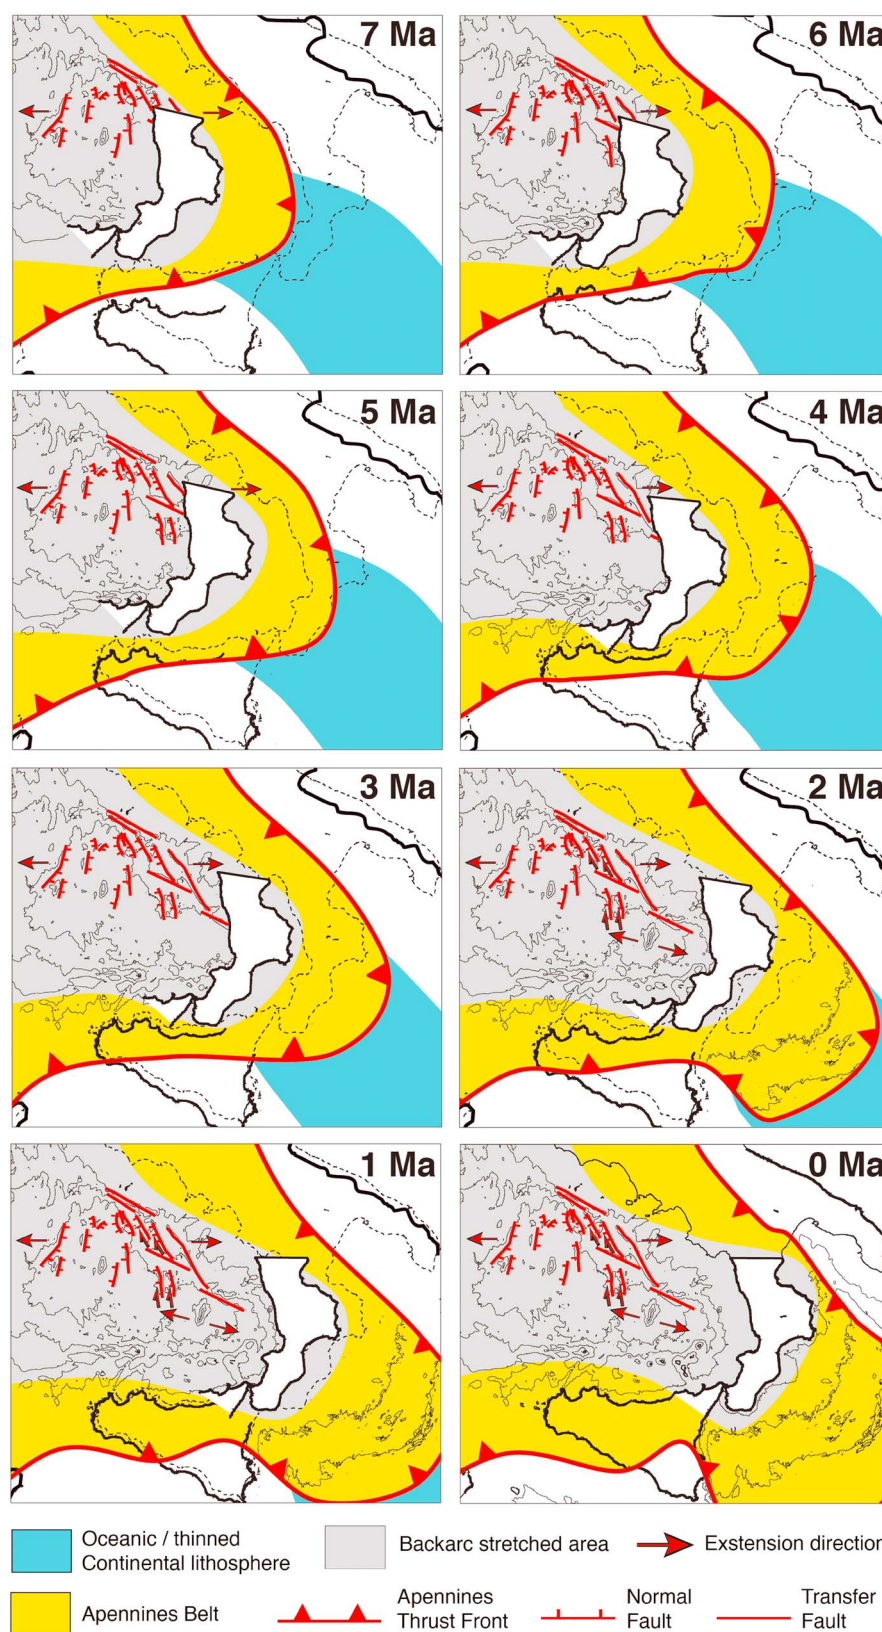 7 Ma
6 Ma
5 Ma
4 Ma
3 Ma
2 Ma
1 Ma
0 Ma
Oceanic / thinned
Continental lithosphere
Backarc stretched area
Exstension direction
Apennines Belt
Apennines
Thrust Front
Normal
Fault
Transfer
Fault